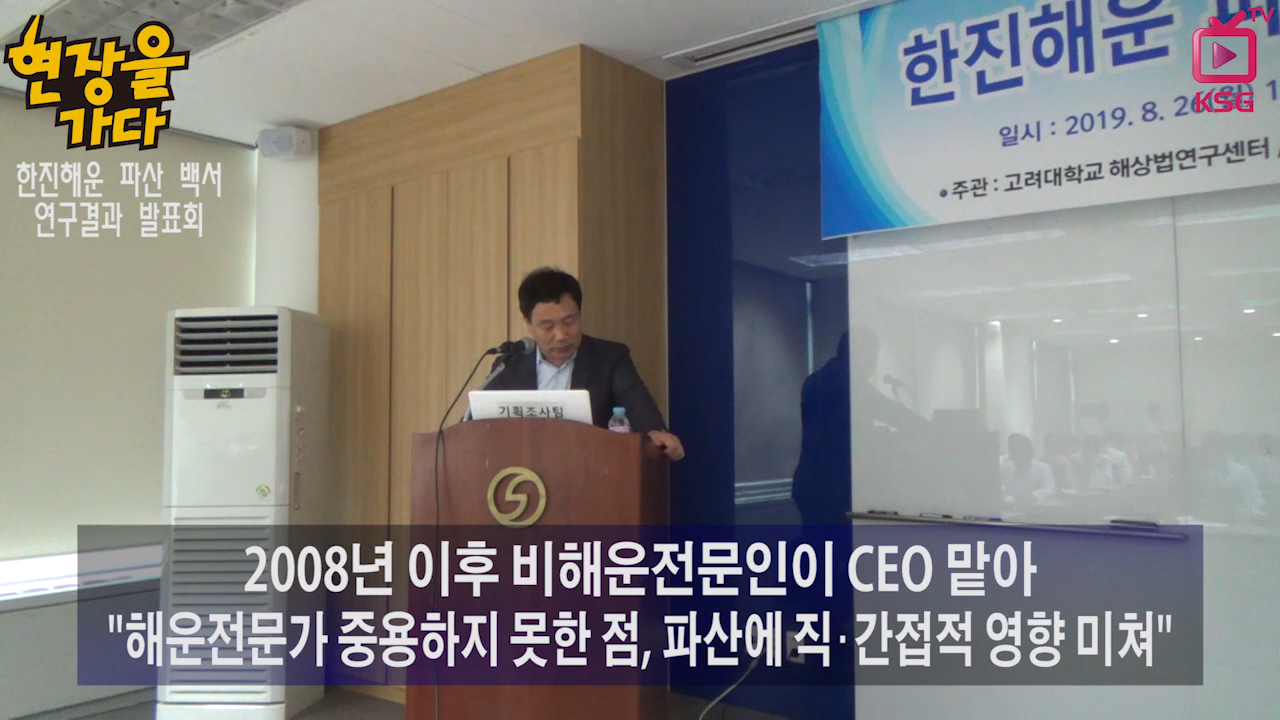 현장을
가다
한진해운 파산 백서
연구결과 발표회
한진해운
일시 : 2019. 8. 26(월) 1
주관 : 고려대학교 해상법연구센터
TV
KSG
기획조사팀
2008년 이후 비해운전문인이 CEO 맡아
"해운전문가 중용하지 못한 점, 파산에 직·간접적 영향 미쳐"